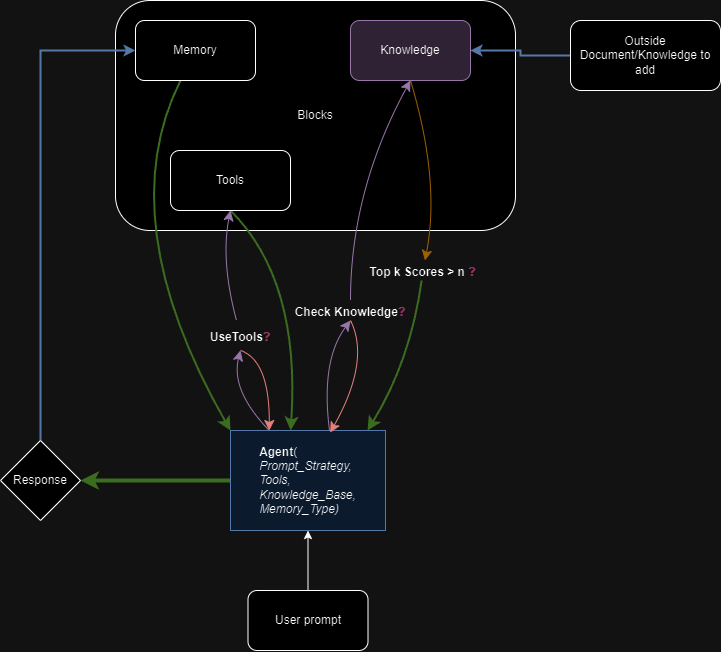 Memory
Knowledge
Outside
Document/Knowledge to
add
Blocks
Tools
Top k Scores > n ?
Check Knowledge?
UseTools?
Agent(
Prompt_Strategy,
Tools,
Knowledge_Base,
Memory_Type)
Response
User prompt